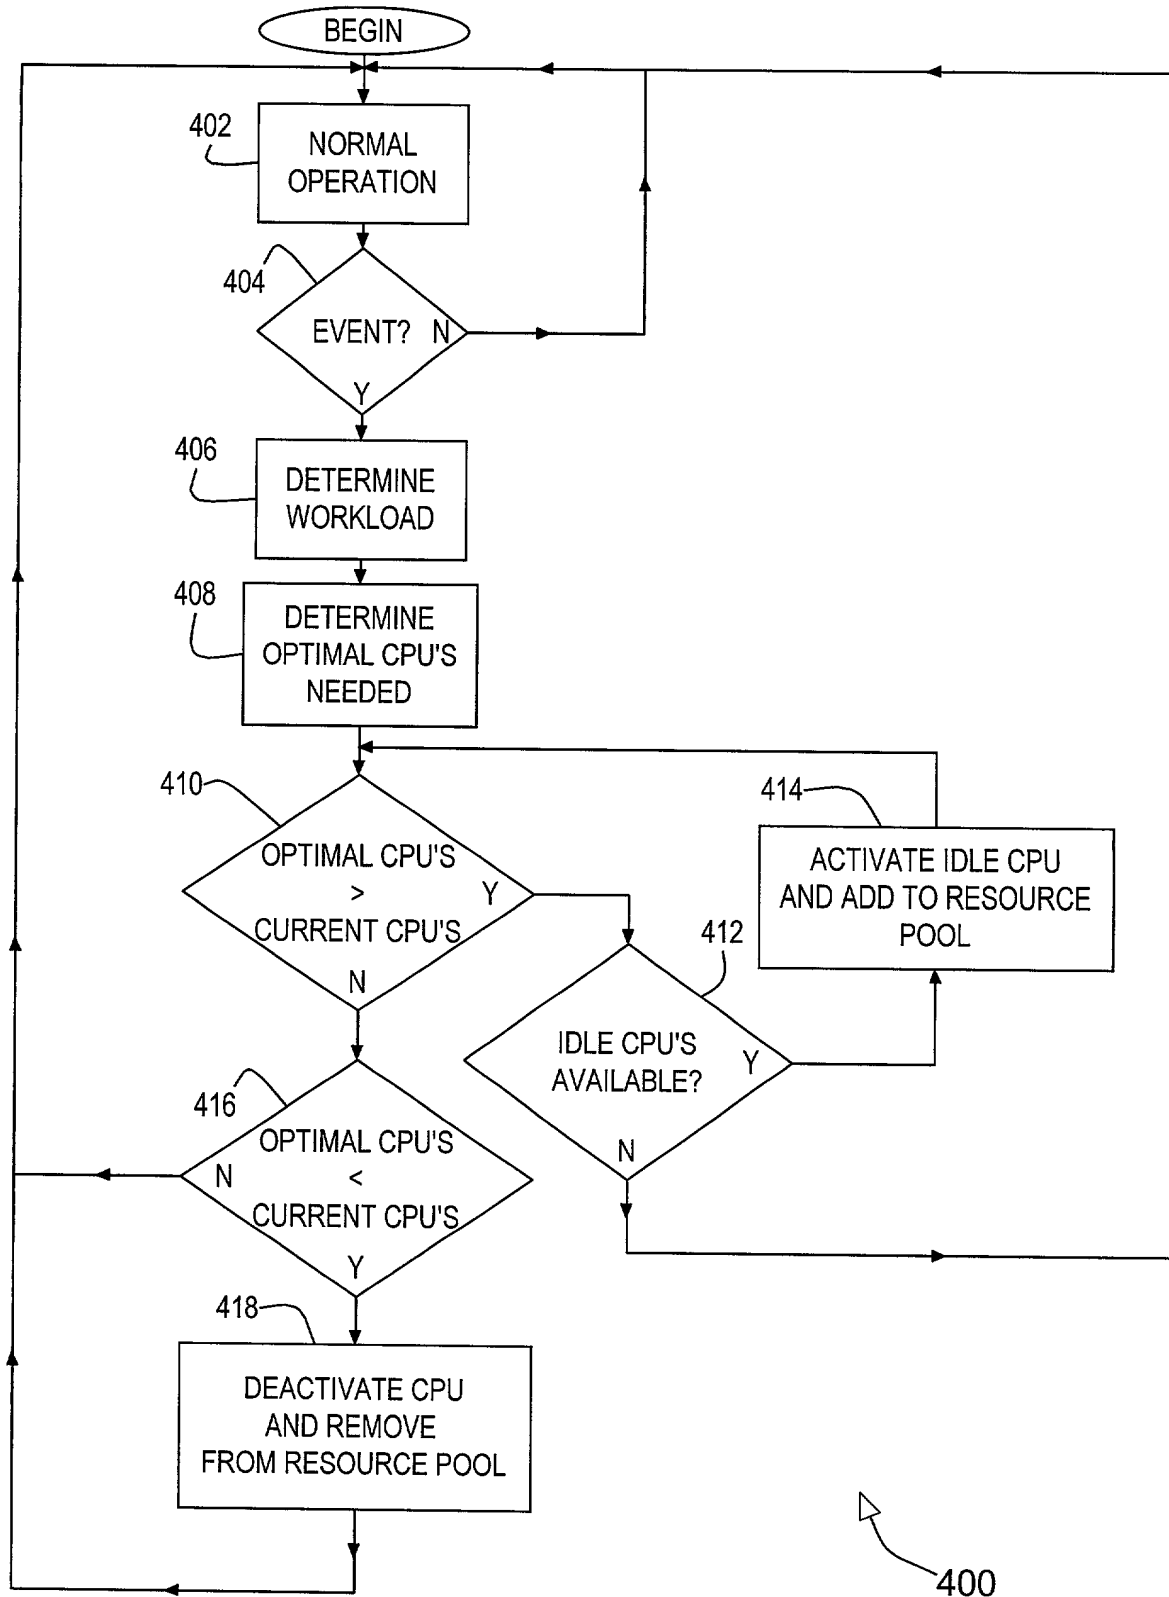 BEGIN
402
NORMAL
OPERATION
404
EVENT?
N
Y
406
DETERMINE
WORKLOAD
408
DETERMINE
OPTIMAL CPU'S
NEEDED
410
OPTIMAL CPU'S
>
CURRENT CPU'S
Y
N
412
IDLE CPU'S
AVAILABLE?
Y
N
414
ACTIVATE IDLE CPU
AND ADD TO RESOURCE
POOL
416
OPTIMAL CPU'S
<
CURRENT CPU'S
N
Y
418
DEACTIVATE CPU
AND REMOVE
FROM RESOURCE POOL
400